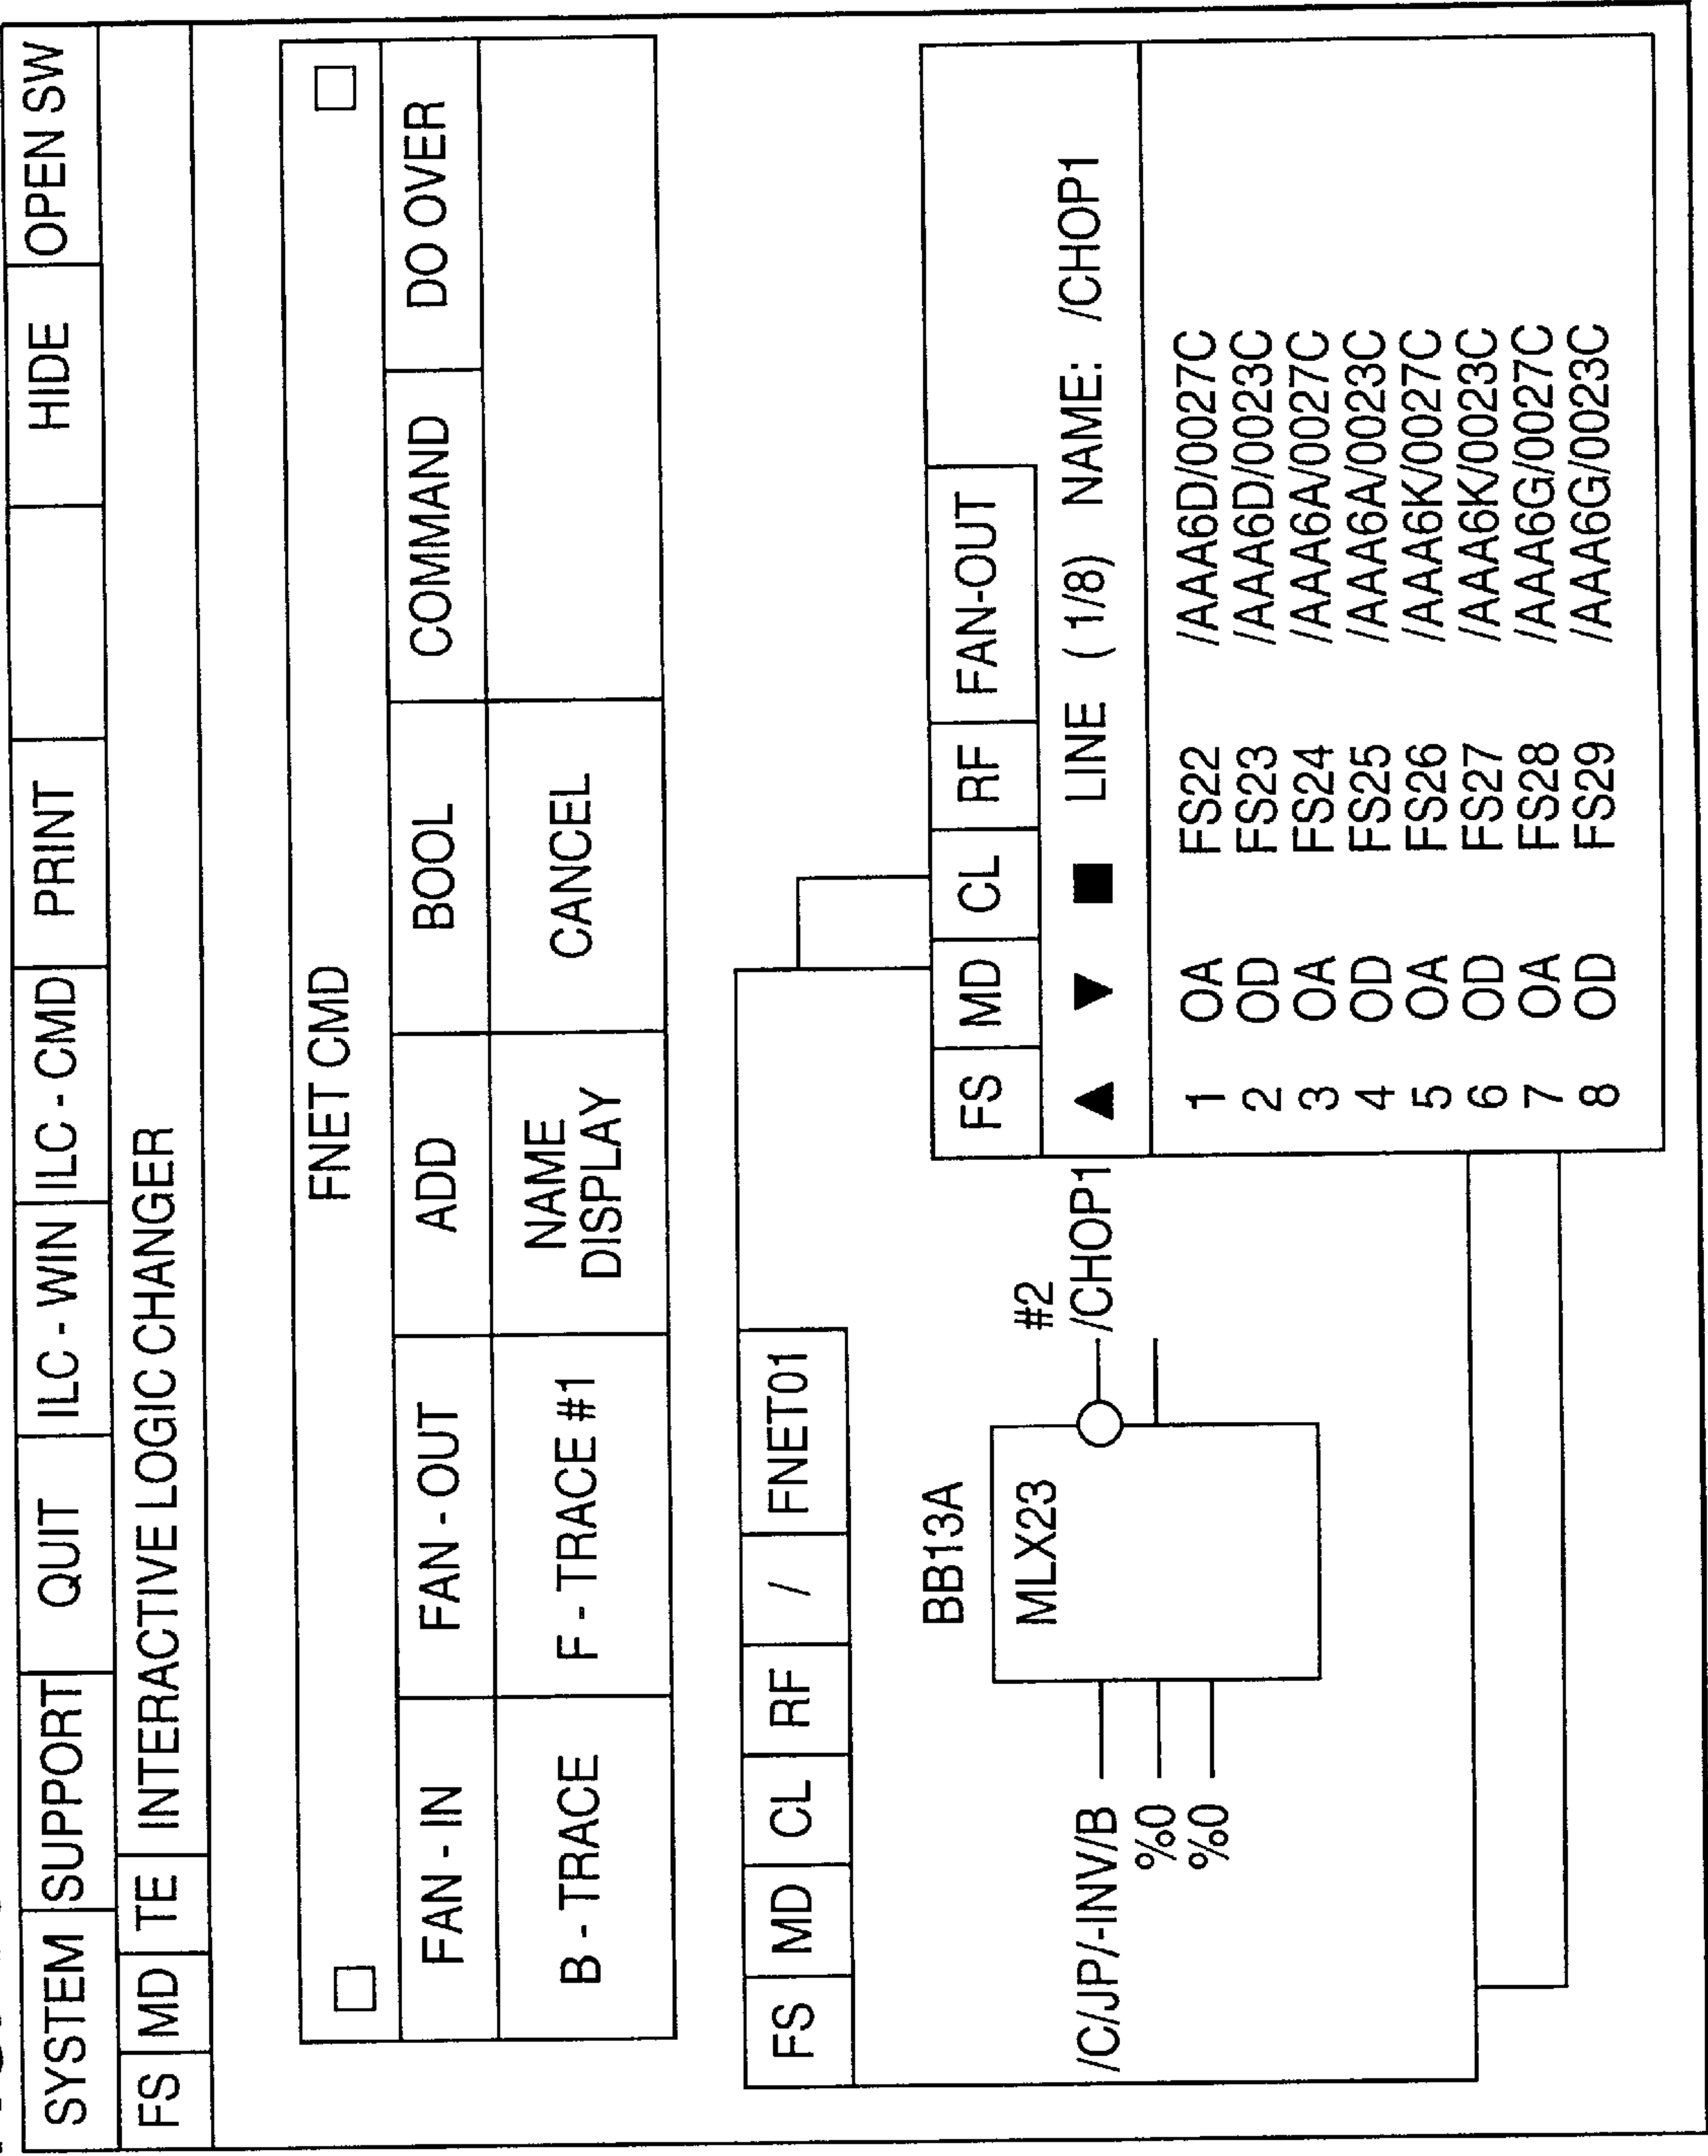 SYSTEM SUPPORT QUIT ILC - WIN ILC - CMD PRINT HIDE OPEN SW
FS MD TE INTERACTIVE LOGIC CHANGER
FNET CMD
FAN - IN FAN - OUT ADD BOOL COMMAND DO OVER
B - TRACE F - TRACE #1 NAME DISPLAY CANCEL
FS MD CL RF / FNET01
BB13A
MLX23
/C/JP/-INV/B
%0
%0
#2
/CHOP1
FS MD CL RF FAN-OUT
▲ ▼ ■ LINE ( 1/8) NAME: /CHOP1
1 OA FS22 /AAA6D/0027C
2 OD FS23 /AAA6D/0023C
3 OA FS24 /AAA6A/0027C
4 OD FS25 /AAA6A/0023C
5 OA FS26 /AAA6K/0027C
6 OD FS27 /AAA6K/0023C
7 OA FS28 /AAA6G/0027C
8 OD FS29 /AAA6G/0023C